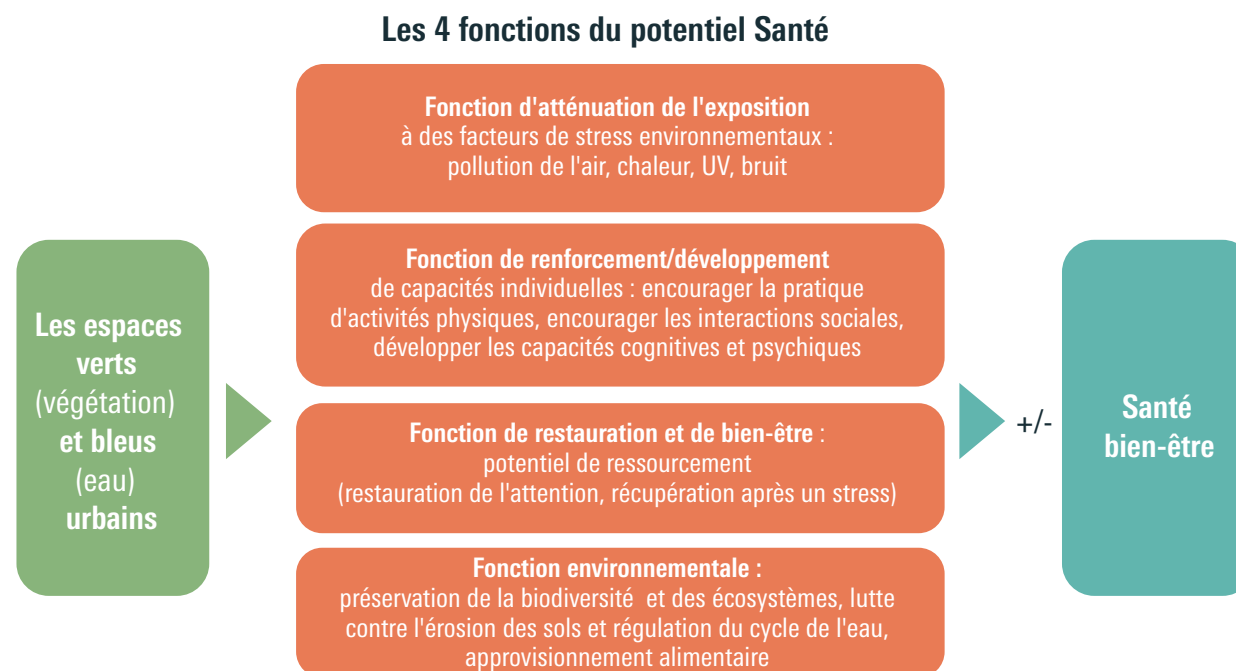 Les 4 fonctions du potentiel Santé
Les espaces
verts
(végétation)
et bleus
(eau)
urbains
Fonction d'atténuation de l'exposition
à des facteurs de stress environnementaux :
pollution de l'air, chaleur, UV, bruit
Fonction de renforcement/développement
de capacités individuelles : encourager la pratique
d'activités physiques, encourager les interactions sociales,
développer les capacités cognitives et psychiques
Fonction de restauration et de bien-être :
potentiel de ressourcement
(restauration de l'attention, récupération après un stress)
Fonction environnementale :
préservation de la biodiversité et des écosystèmes, lutte
contre l'érosion des sols et régulation du cycle de l'eau,
approvisionnement alimentaire
+/-
Santé
bien-être